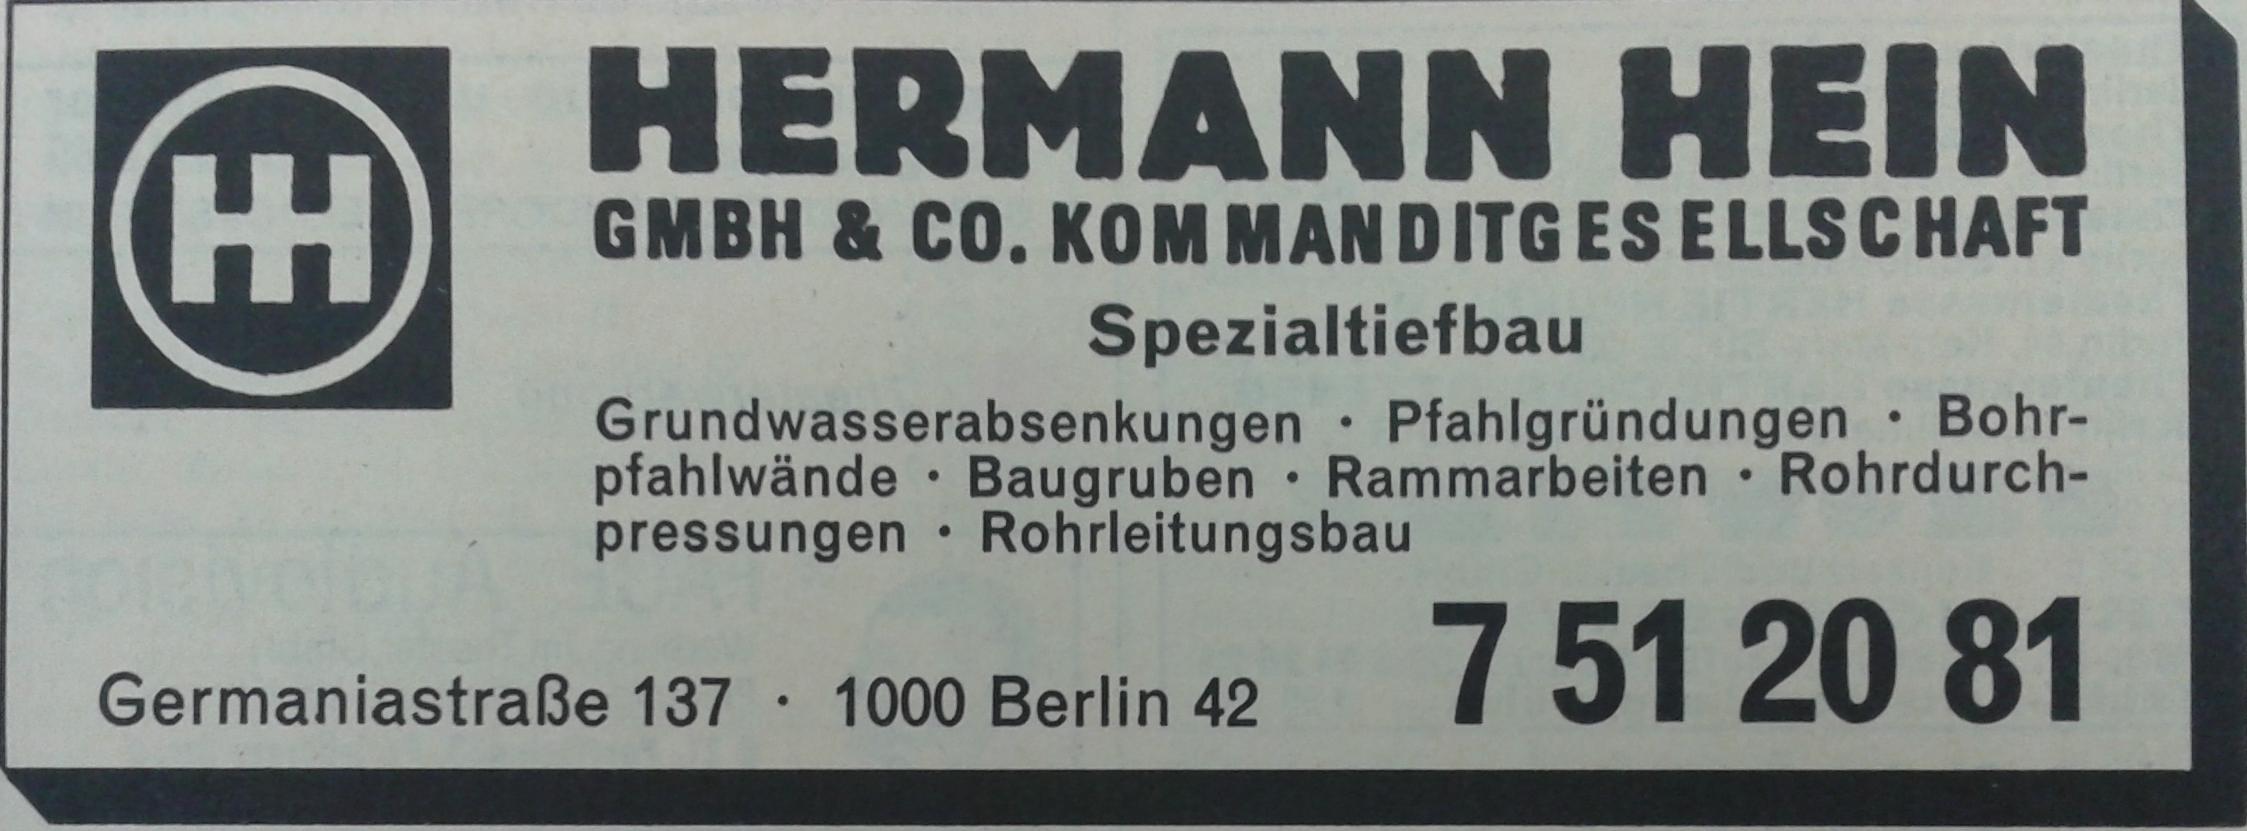 HH
HERMANN HEIN
GMBH & CO. KOMMANDITGESELLSCHAFT
Spezialtiefbau
Grundwasserabsenkungen · Pfahlgründungen · Bohr-
pfahlwände · Baugruben · Rammarbeiten · Rohrdurch-
pressungen · Rohrleitungsbau
Germaniastraße 137 · 1000 Berlin 42
7 51 20 81